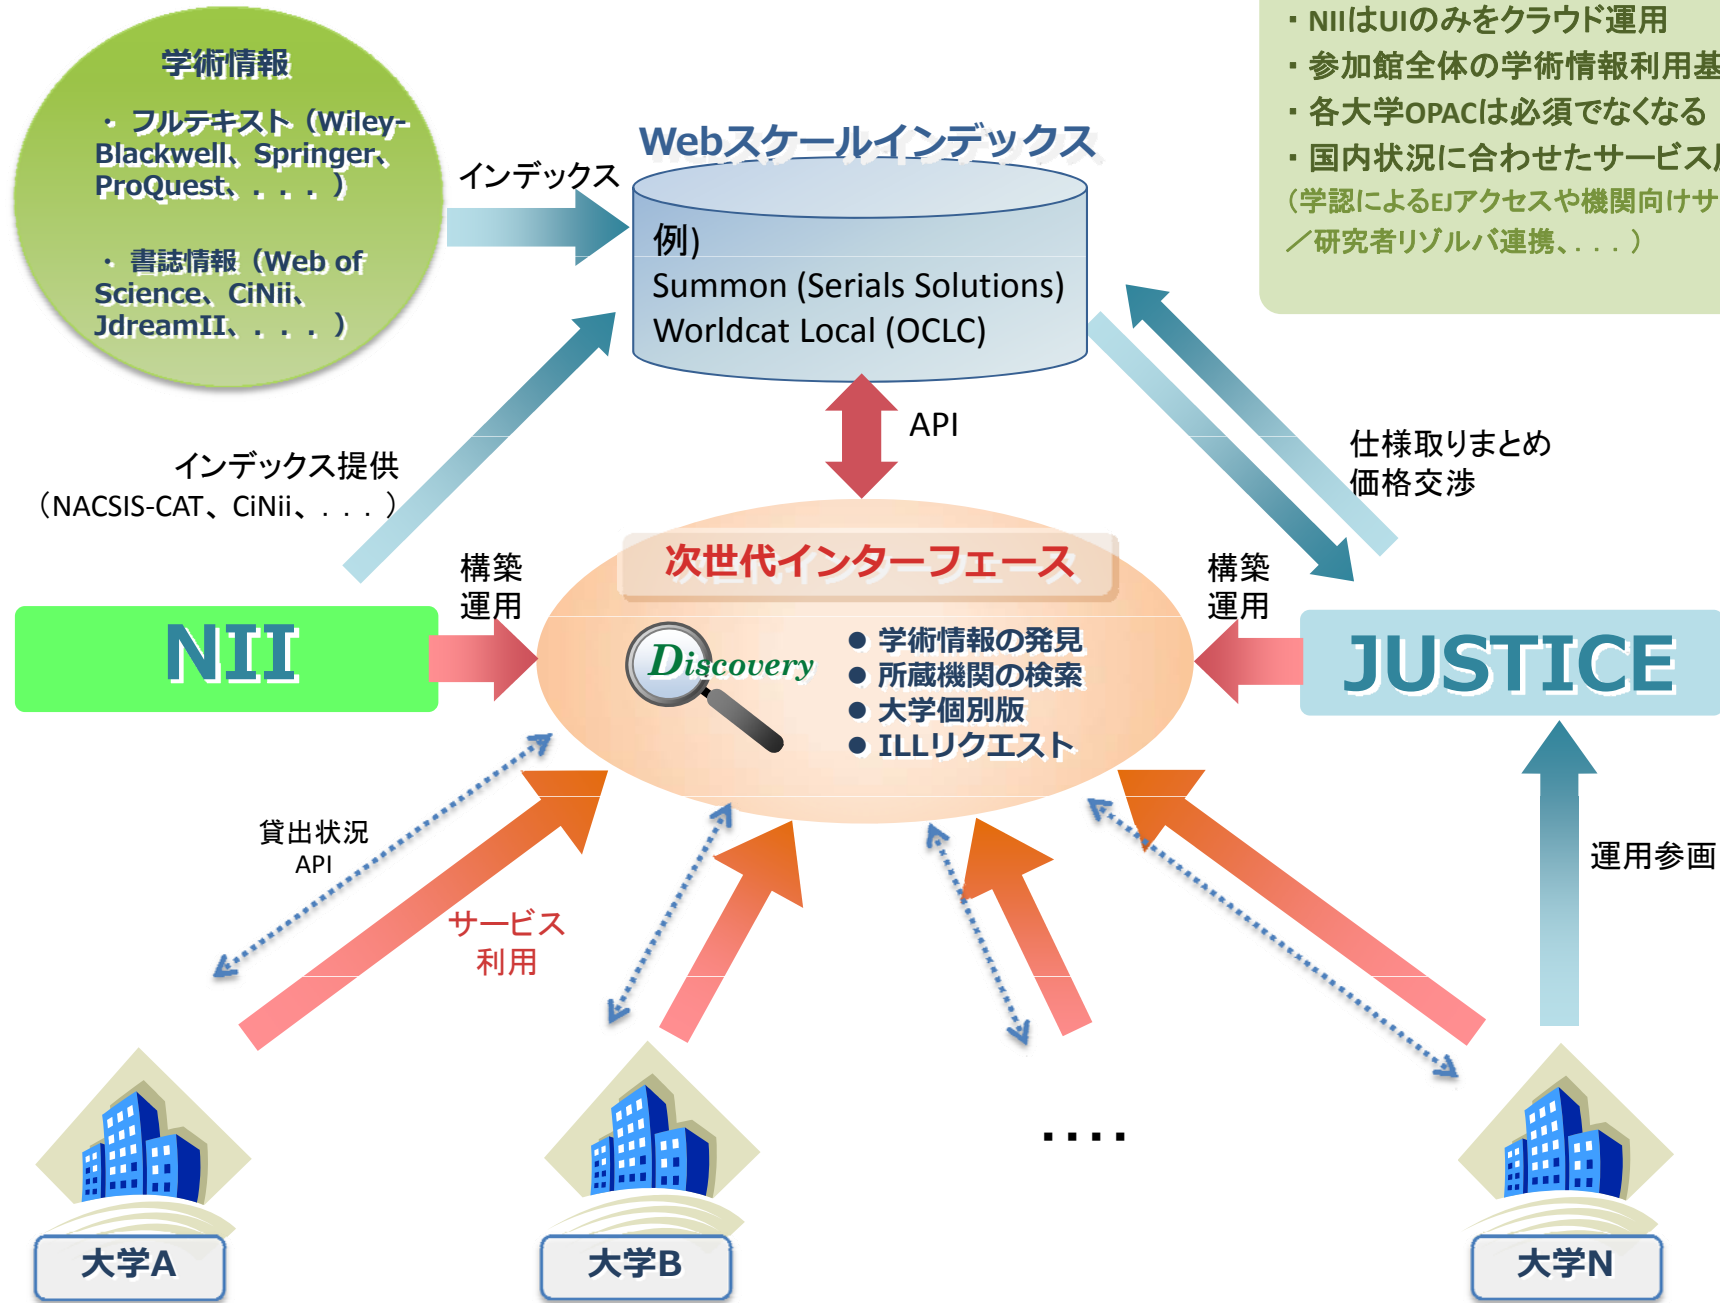 学術情報
・ フルテキスト（Wiley-
Blackwell、Springer、
ProQuest、．．．）
・ 書誌情報（Web of
Science、CiNii、
JdreamII、．．．）
インデックス
Webスケールインデックス
例)
Summon (Serials Solutions)
Worldcat Local (OCLC)
・NIIはUIのみをクラウド運用
・参加館全体の学術情報利用基
・各大学OPACは必須でなくなる
・国内状況に合わせたサービス
（学認によるEJアクセスや機関向けサ
／研究者リゾルバ連携、．．．）
API
インデックス提供
（NACSIS-CAT、CiNii、．．．）
仕様取りまとめ
価格交渉
構築
運用
次世代インターフェース
構築
運用
NII
Discovery
● 学術情報の発見
● 所蔵機関の検索
● 大学個別版
● ILLリクエスト
JUSTICE
貸出状況
API
サービス
利用
運用参画
．．．．
大学A
大学B
大学N